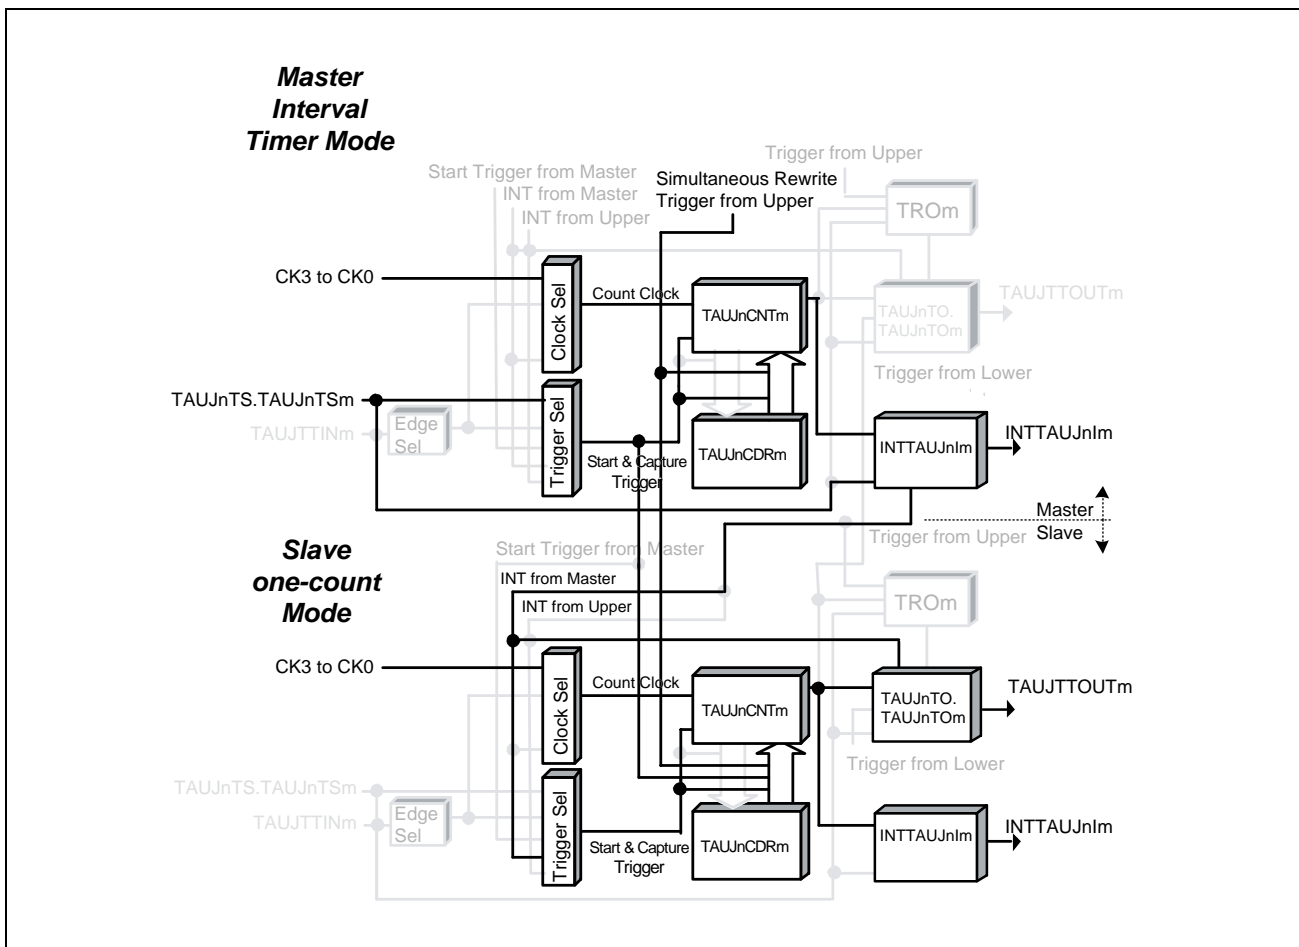 Master
Interval
Timer Mode
Trigger from Upper
Start Trigger from Master
INT from Master
INT from Upper
Simultaneous Rewrite
Trigger from Upper
TROm
CK3 to CK0
Clock Sel
Count Clock
TAUJnCNTm
TAUJnTO.
TAUJnTOm
TAUJTTOUTm
Trigger from Lower
TAUJnTS.TAUJnTSm
TAUJTTINm
Edge
Sel
Trigger Sel
Start & Capture
Trigger
TAUJnCDRm
INTTAUJnIm
INTTAUJnIm
Master
Slave
Trigger from Upper
Slave
one-count
Mode
Start Trigger from Master
INT from Master
INT from Upper
TROm
CK3 to CK0
Clock Sel
Count Clock
TAUJnCNTm
TAUJnTO.
TAUJnTOm
TAUJTTOUTm
Trigger from Lower
TAUJnTS.TAUJnTSm
TAUJTTINm
Edge
Sel
Trigger Sel
Start & Capture
Trigger
TAUJnCDRm
INTTAUJnIm
INTTAUJnIm